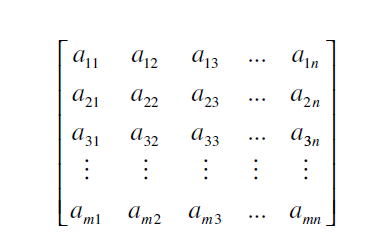 a₁₁ a₁₂ a₁₃ ... a₁ₙ
a₂₁ a₂₂ a₂₃ ... a₂ₙ
a₃₁ a₃₂ a₃₃ ... a₃ₙ
⋮ ⋮ ⋮ ⋮ ⋮
aₘ₁ aₘ₂ aₘ₃ ... aₘₙ